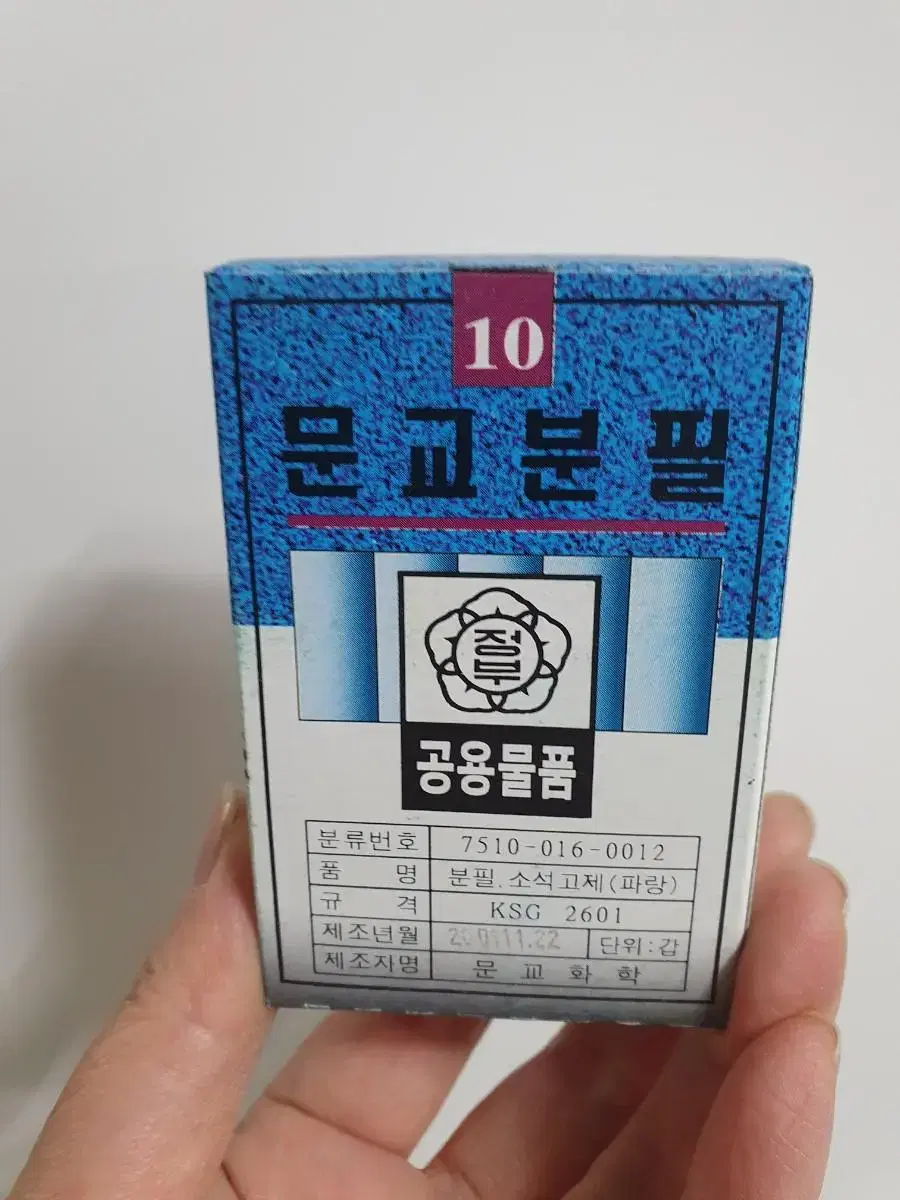 10
문교분필
정부
공용물품
분류번호 7510-016-0012
품 명 분필.소석고제(파랑)
규 격 KSG 2601
제조년월 단위:갑
제조자명 문교화학